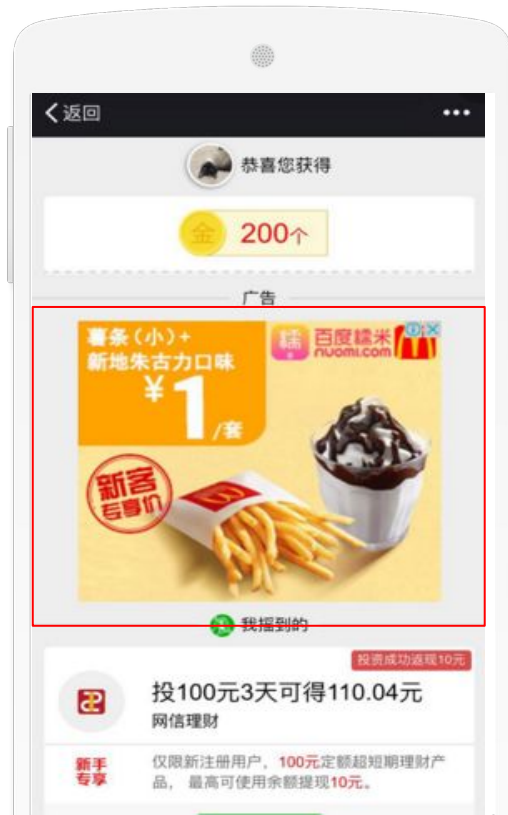 返回
恭喜您获得
金
200个
广告
薯条(小)+
新地朱古力口味
¥1/套
糯
百度糯米
nuomi.com
新客
专享价
我摇到的
投资成功返现10元
投100元3天可得110.04元
网信理财
新手
专享
仅限新注册用户,100元定额超短期理财产
品, 最高可使用余额提现10元。